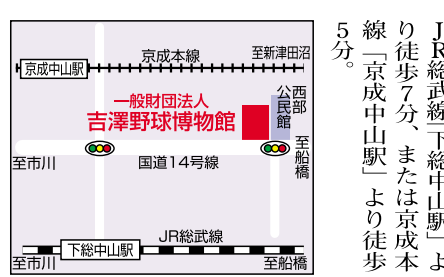 JR総武線「下総中山駅」よ
り徒歩7分、または京成本
線「京成中山駅」より徒歩
5分。
京成本線
至新津田沼
京成中山駅
一般財団法人
吉澤野球博物館
西部
公民館
至市川
国道14号線
至船橋
JR総武線
下総中山駅
至市川
至船橋